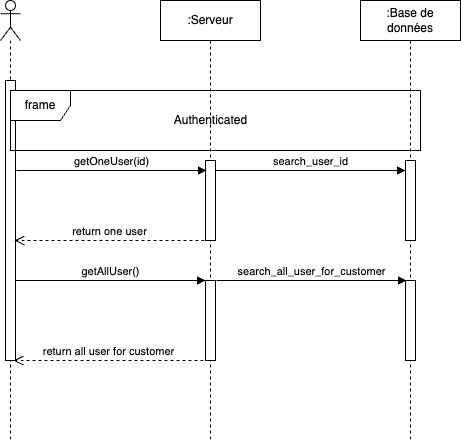 :Serveur
:Base de
données
frame
Authenticated
getOneUser(id)
search_user_id
return one user
getAllUser()
search_all_user_for_customer
return all user for customer